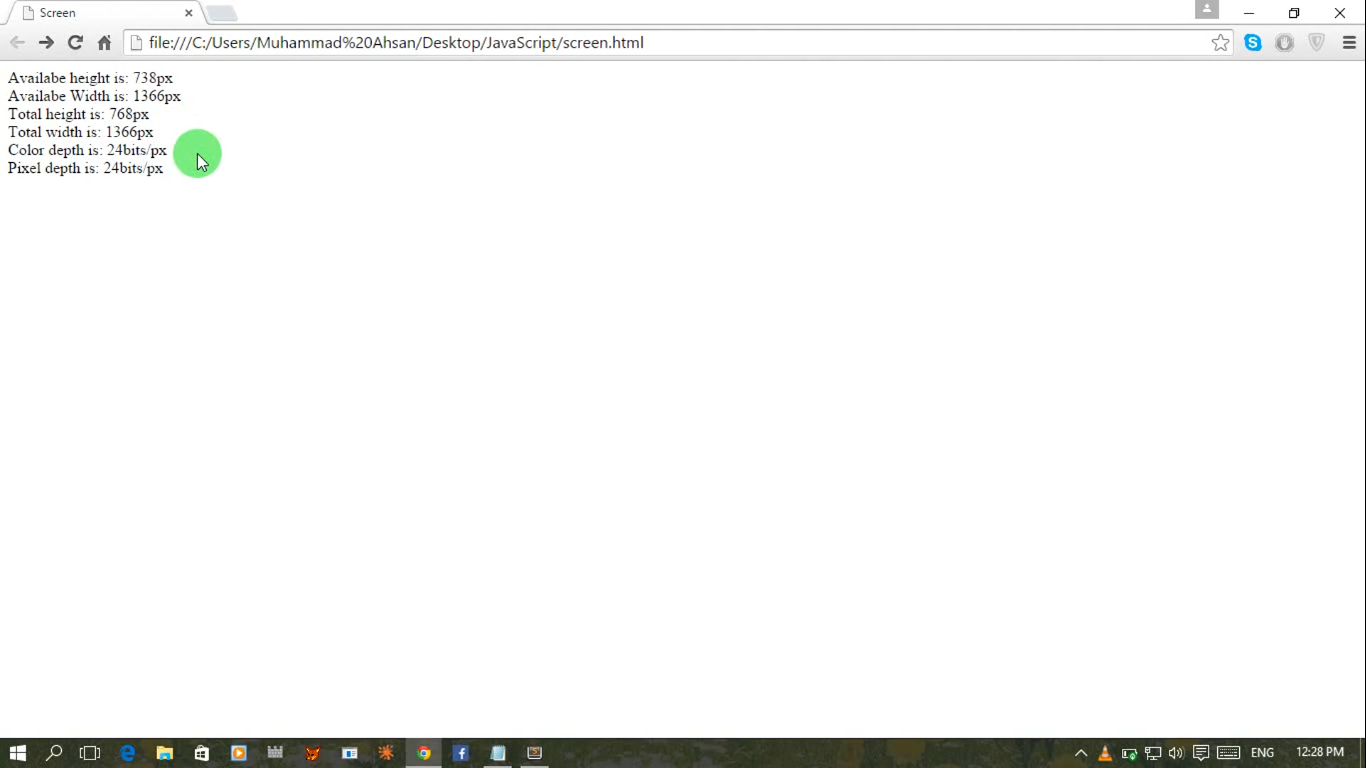 Screen
file:///C:/Users/Muhammad%20Ahsan/Desktop/JavaScript/screen.html
Availabe height is: 738px
Availabe Width is: 1366px
Total height is: 768px
Total width is: 1366px
Color depth is: 24bits/px
Pixel depth is: 24bits/px
ENG
12:28 PM